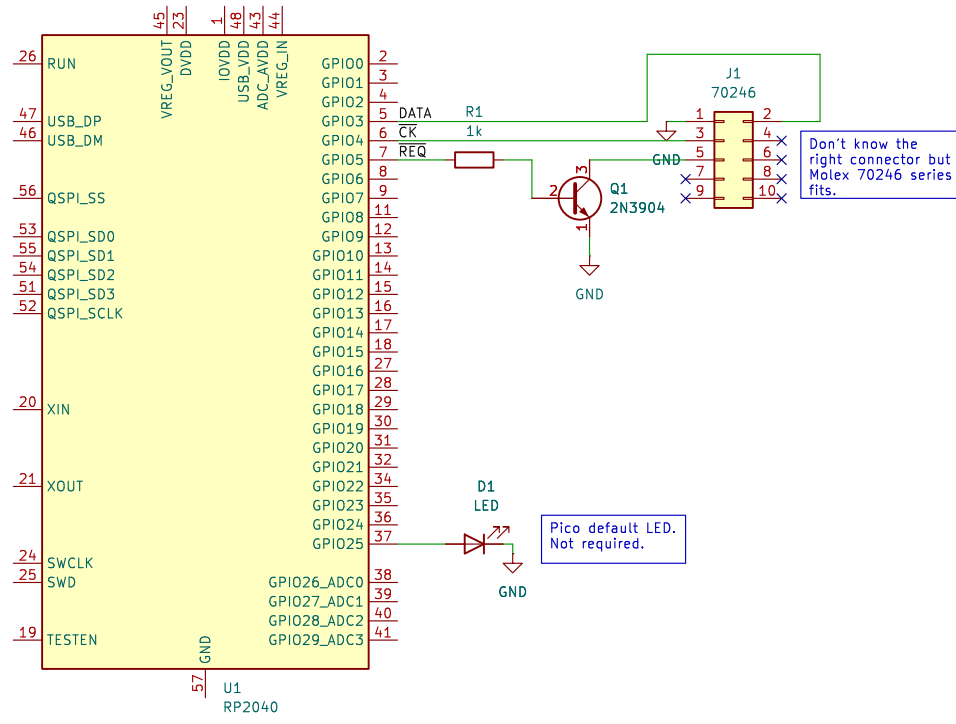 45
23
1
48
43
44
VREG_VOUT
DVDD
IOVDD
USB_VDD
ADC_AVDD
VREG_IN
26 RUN
47 USB_DP
46 USB_DM
56 QSPI_SS
53 QSPI_SD0
55 QSPI_SD1
54 QSPI_SD2
51 QSPI_SD3
52 QSPI_SCLK
20 XIN
21 XOUT
24 SWCLK
25 SWD
19 TESTEN
GPIO0 2
GPIO1 3
GPIO2 4
GPIO3 5 DATA
GPIO4 6 CK
GPIO5 7 REQ
GPIO6 8
GPIO7 9
GPIO8 11
GPIO9 12
GPIO10 13
GPIO11 14
GPIO12 15
GPIO13 16
GPIO14 17
GPIO15 18
GPIO16 27
GPIO17 28
GPIO18 29
GPIO19 30
GPIO20 31
GPIO21 32
GPIO22 34
GPIO23 35
GPIO24 36
GPIO25 37
GPIO26_ADC0 38
GPIO27_ADC1 39
GPIO28_ADC2 40
GPIO29_ADC3 41
GND
57
U1
RP2040
R1
1k
2
3
1
Q1
2N3904
GND
J1
70246
1 2
3 4
5 6
7 8
9 10
GND
Don't know the
right connector but
Molex 70246 series
fits.
D1
LED
GND
Pico default LED.
Not required.